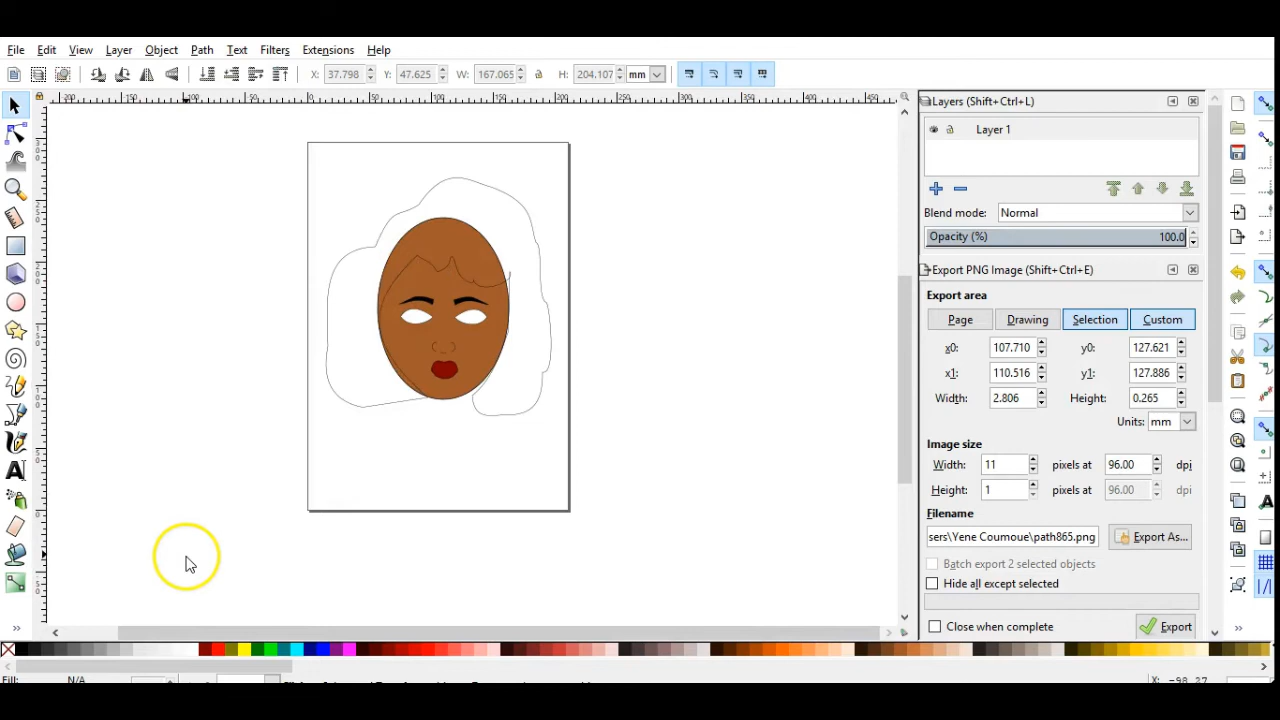 File Edit View Layer Object Path Text Filters Extensions Help
X: 37.798 Y: 47.625 W: 167.065 H: 204.107 mm
Layers (Shift+Ctrl+L)
Layer 1
Blend mode: Normal
Opacity (%) 100.0
Export PNG Image (Shift+Ctrl+E)
Export area
Page Drawing Selection Custom
x0: 107.710 y0: 127.621
x1: 110.516 y1: 127.886
Width: 2.806 Height: 0.265
Units: mm
Image size
Width: 11 pixels at 96.00 dpi
Height: 1 pixels at 96.00 dpi
Filename
sers\Yene Coumoue\path865.png Export As...
Batch export 2 selected objects
Hide all except selected
Close when complete Export
Fill: N/A X: -98.27